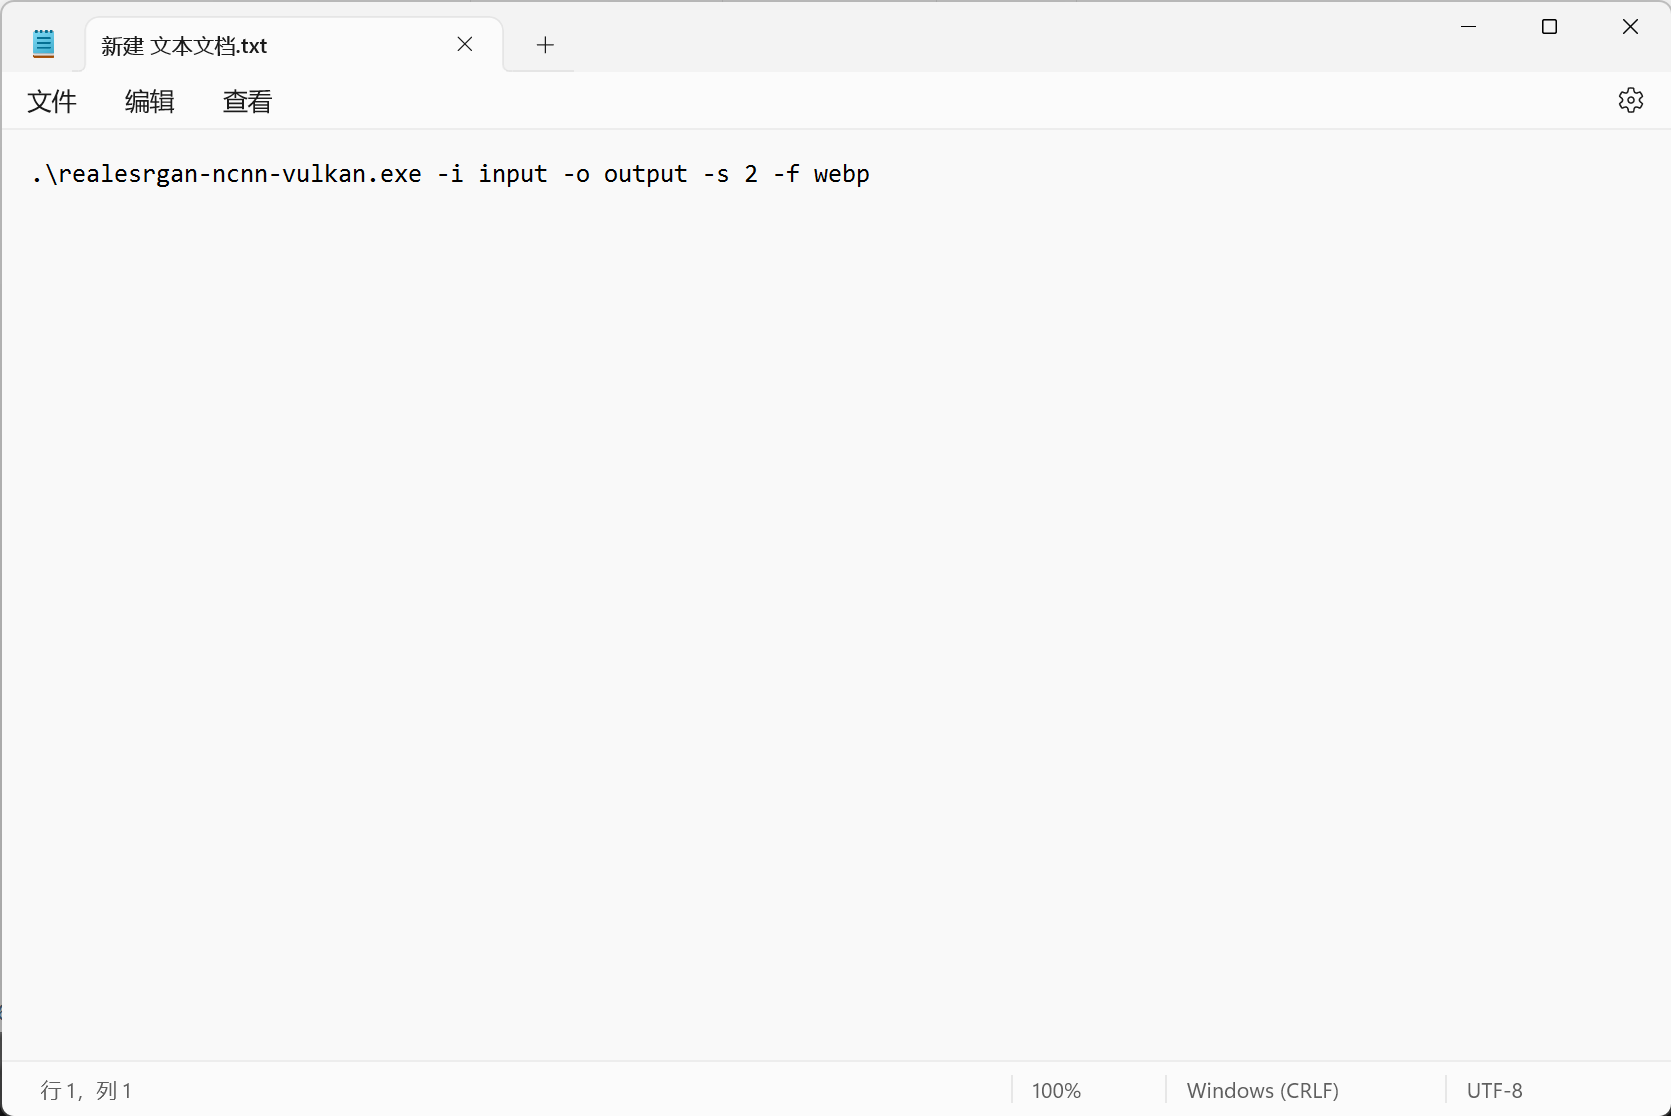 新建 文本文档.txt
文件 编辑 查看
.\realesrgan-ncnn-vulkan.exe -i input -o output -s 2 -f webp
行 1，列 1 100% Windows (CRLF) UTF-8